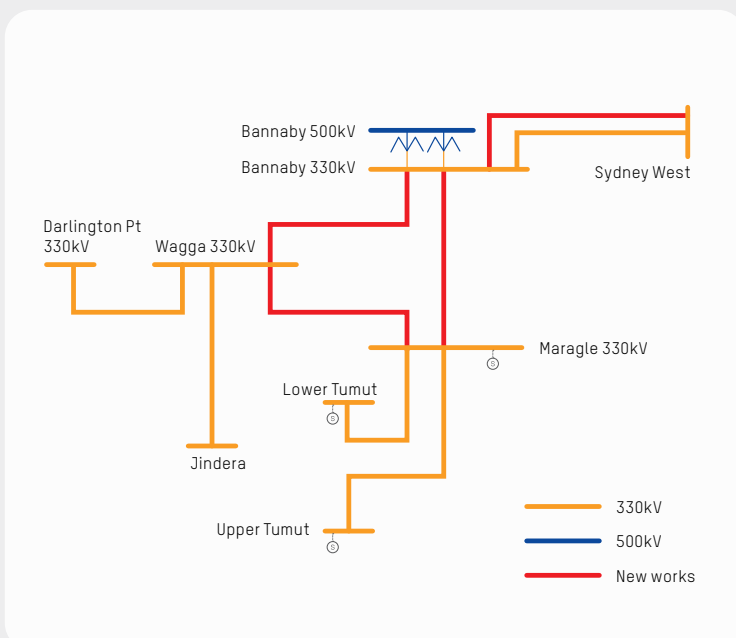 Bannaby 500kV
Bannaby 330kV
Sydney West
Darlington Pt
330kV
Wagga 330kV
Maragle 330kV
S
Lower Tumut
S
Jindera
Upper Tumut
S
330kV
500kV
New works